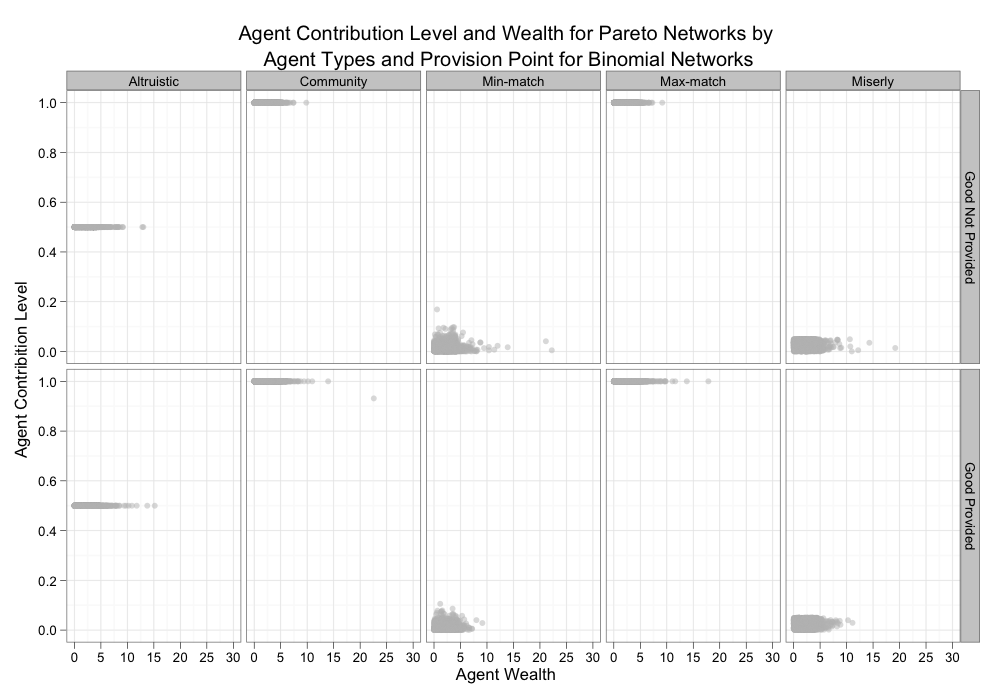 Agent Contribution Level and Wealth for Pareto Networks by
Agent Types and Provision Point for Binomial Networks
Altruistic Community Min-match Max-match Miserly
1.0
0.8
0.6
0.4
0.2
0.0
Good Not Provided
Agent Contribition Level
1.0
0.8
0.6
0.4
0.2
0.0
Good Provided
0 5 10 15 20 25 30 0 5 10 15 20 25 30 0 5 10 15 20 25 30 0 5 10 15 20 25 30 0 5 10 15 20 25 30
Agent Wealth